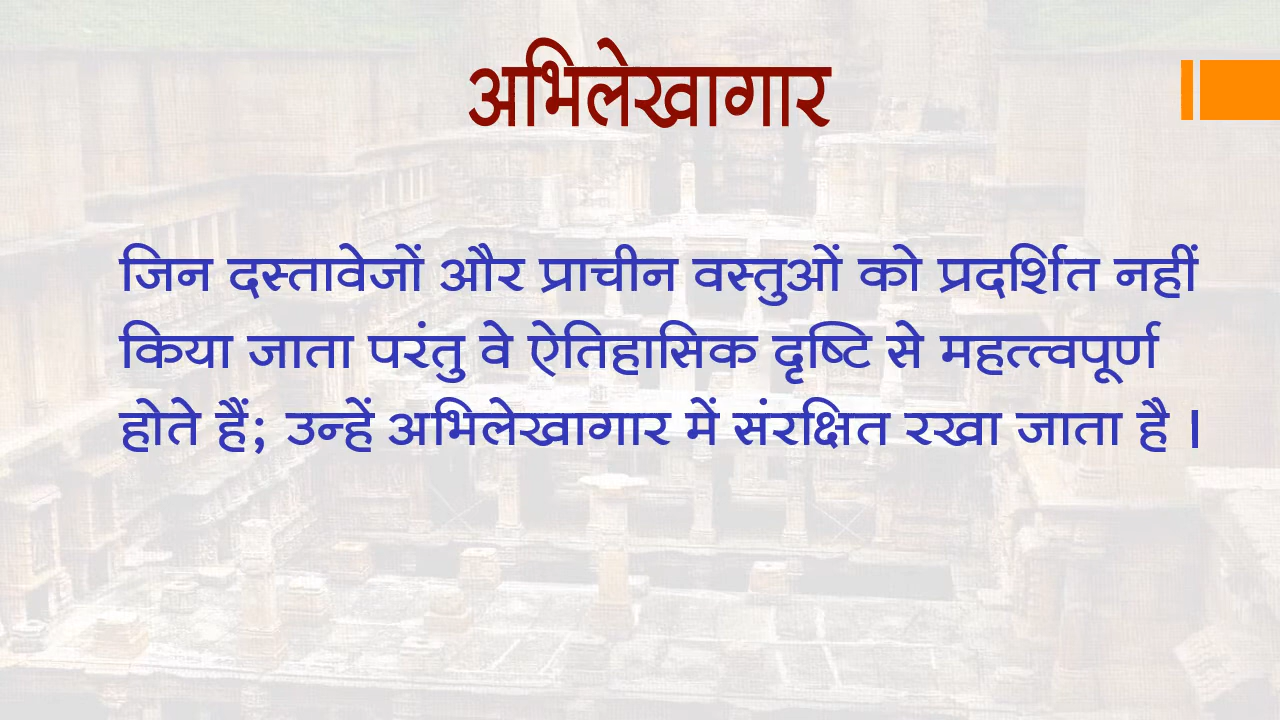 अभिलेखागार
जिन दस्तावेजों और प्राचीन वस्तुओं को प्रदर्शित नहीं
किया जाता परंतु वे ऐतिहासिक दृष्टि से महत्त्वपूर्ण
होते हैं; उन्हें अभिलेखागार में संरक्षित रखा जाता है ।